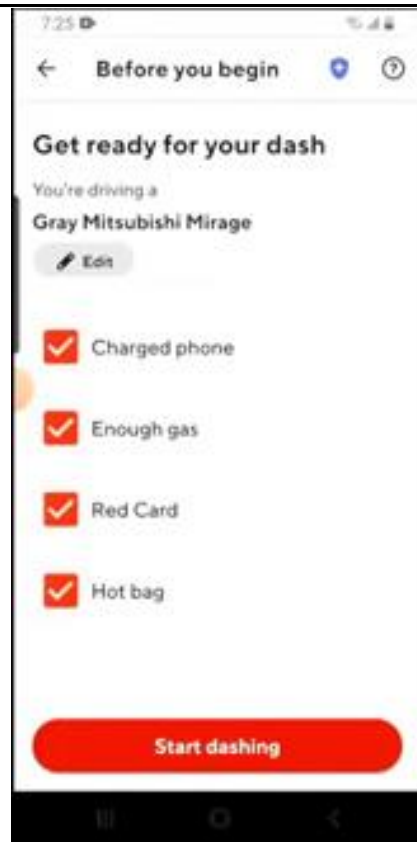 7:25
Before you begin
Get ready for your dash
You're driving a
Gray Mitsubishi Mirage
Edit
Charged phone
Enough gas
Red Card
Hot bag
Start dashing